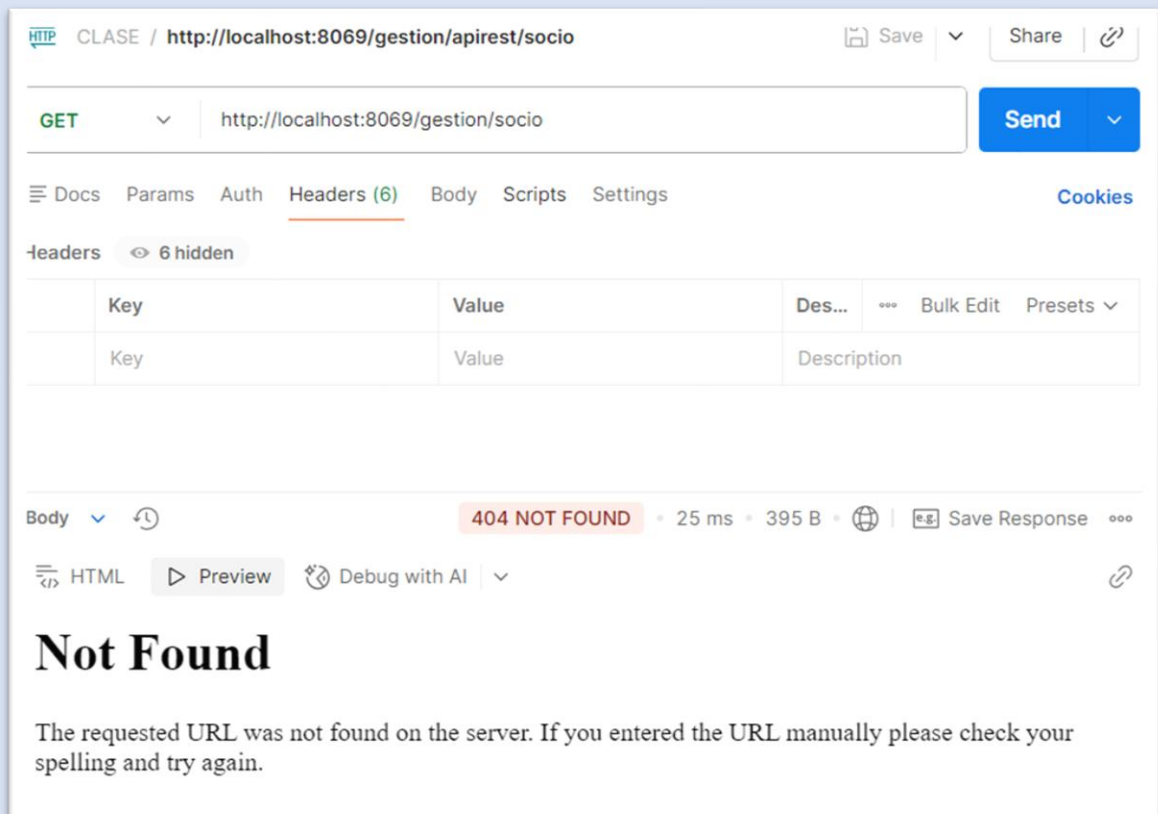 HTTP CLASE / http://localhost:8069/gestion/apirest/socio Save Share
GET http://localhost:8069/gestion/socio Send
Docs Params Auth Headers (6) Body Scripts Settings Cookies
Headers 6 hidden
Key Value Des... Bulk Edit Presets
Key Value Description
Body 404 NOT FOUND • 25 ms • 395 B • e.g. Save Response
HTML Preview Debug with AI
Not Found
The requested URL was not found on the server. If you entered the URL manually please check your
spelling and try again.